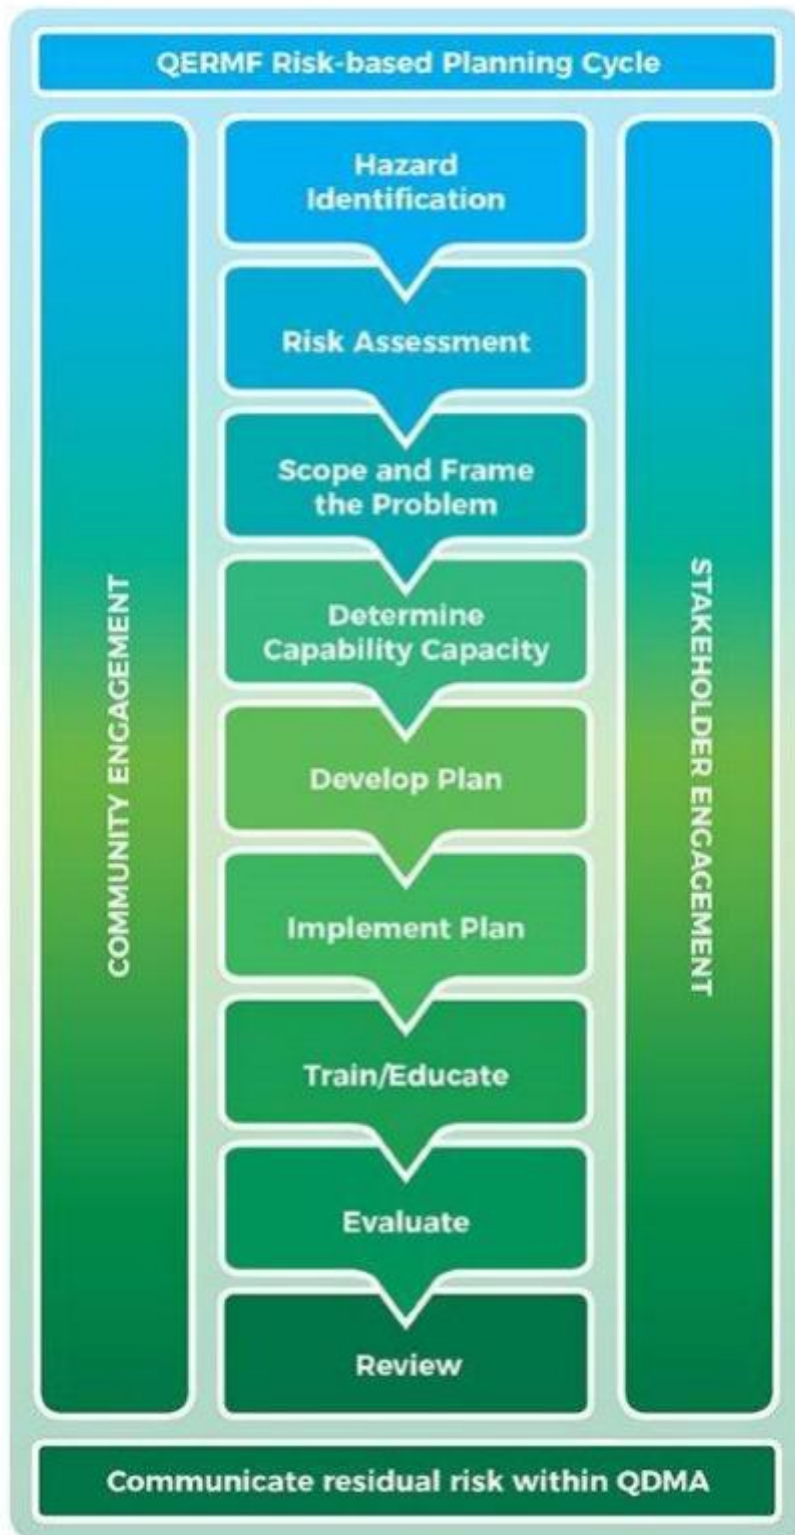 QERMF Risk-based Planning Cycle
Hazard
Identification
Risk Assessment
Scope and Frame
the Problem
Determine
Capability Capacity
Develop Plan
Implement Plan
Train/Educate
Evaluate
Review
COMMUNITY ENGAGEMENT
STAKEHOLDER ENGAGEMENT
Communicate residual risk within QDMA